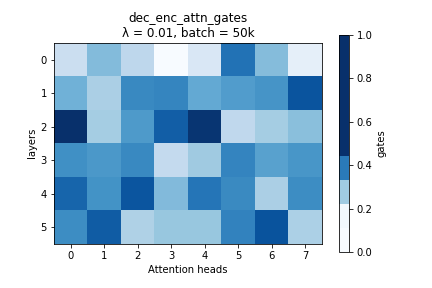 dec_enc_attn_gates
λ = 0.01, batch = 50k
layers
0
1
2
3
4
5
0 1 2 3 4 5 6 7
Attention heads
1.0
0.8
0.6
0.4
0.2
0.0
gates